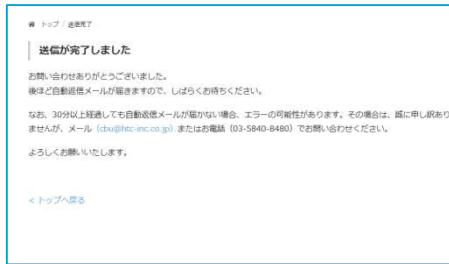 トップ / 送信完了
送信が完了しました
お問い合わせありがとうございました。
後ほど自動返信メールが届きますので、しばらくお待ちください。
なお、30分以上経過しても自動返信メールが届かない場合、エラーの可能性があります。その場合は、誠に申し訳あり
ませんが、メール（cbu@htc-inc.co.jp）またはお電話（03-5840-8480）でお問い合わせください。
よろしくお願いいたします。
< トップへ戻る